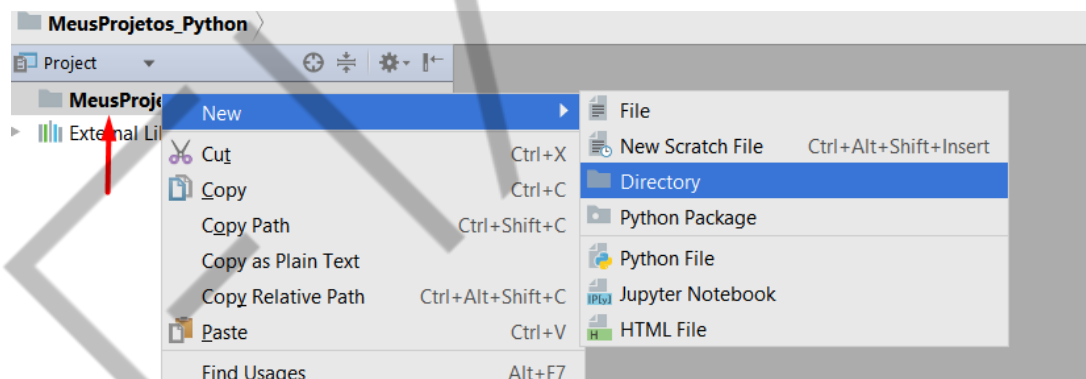 MeusProjetos_Python
Project
MeusProje
External Lil
New
Cut Ctrl+X
Copy Ctrl+C
Copy Path Ctrl+Shift+C
Copy as Plain Text
Copy Relative Path Ctrl+Alt+Shift+C
Paste Ctrl+V
Find Usages Alt+F7
File
New Scratch File Ctrl+Alt+Shift+Insert
Directory
Python Package
Python File
IP[y] Jupyter Notebook
H HTML File